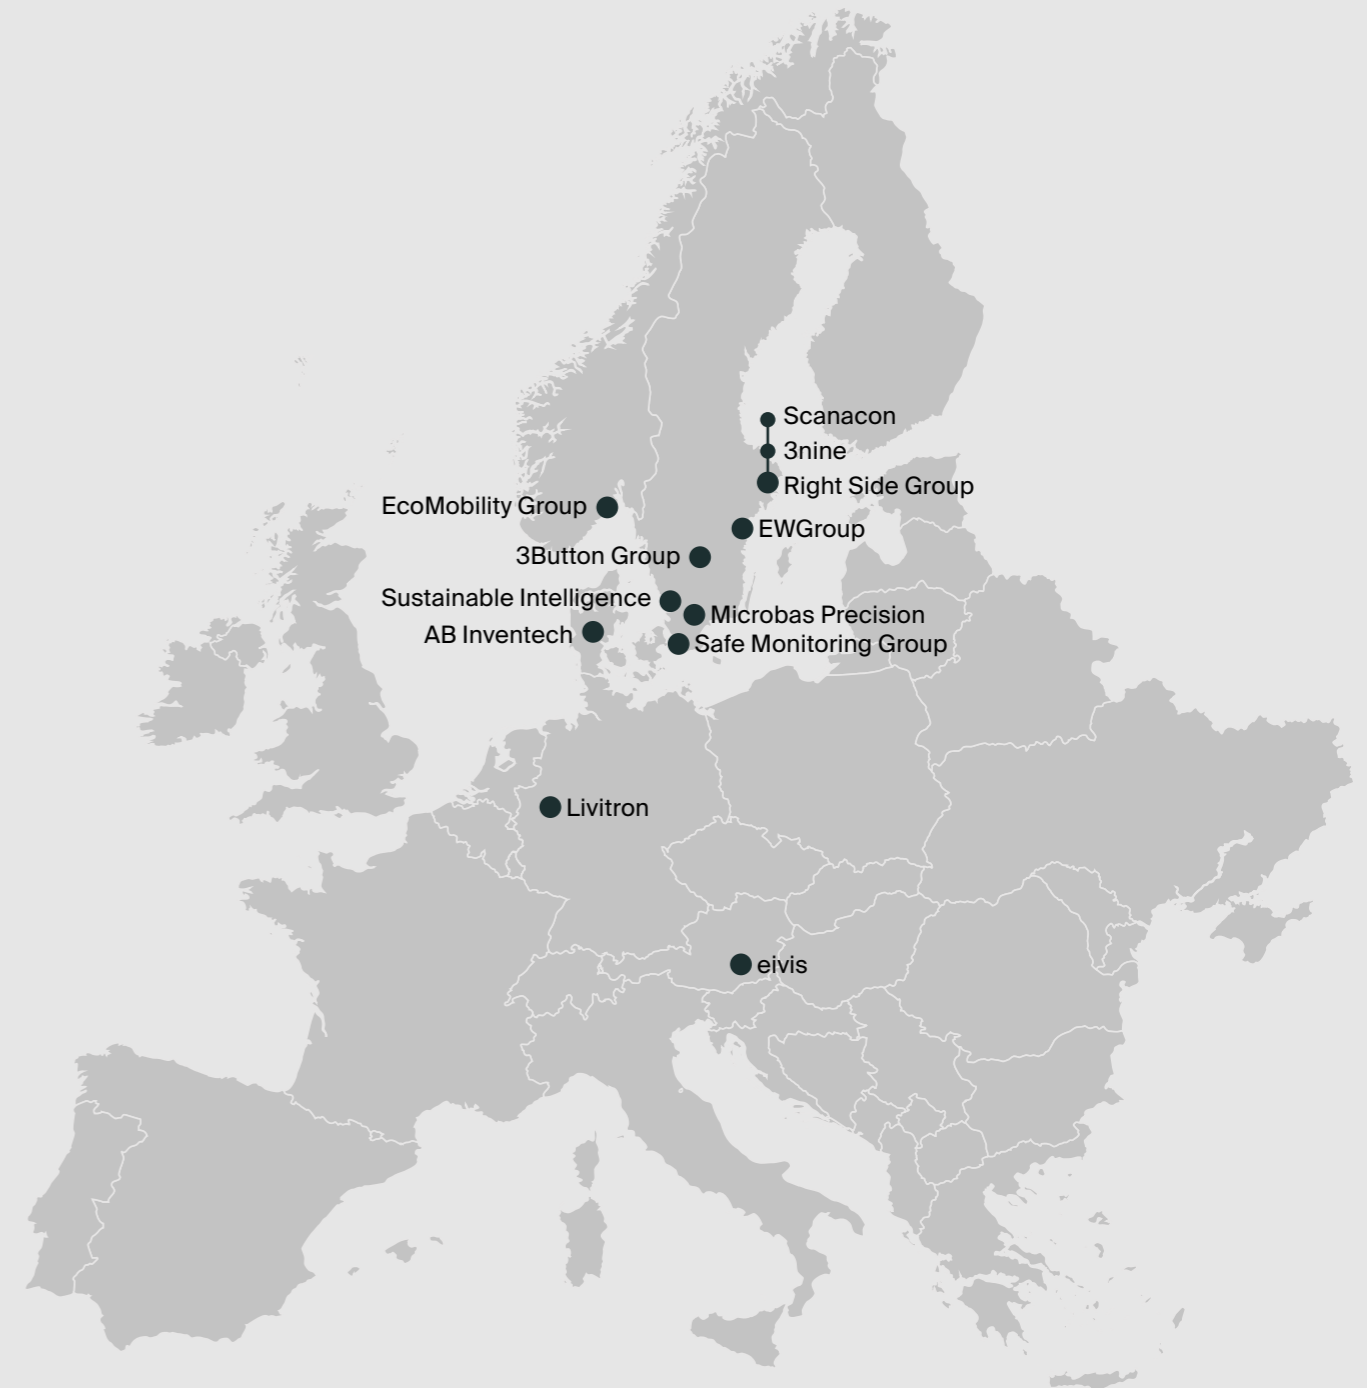 Scanacon
3nine
Right Side Group
EcoMobility Group
EWGroup
3Button Group
Sustainable Intelligence
Microbas Precision
AB Inventech
Safe Monitoring Group
Livitron
eivis